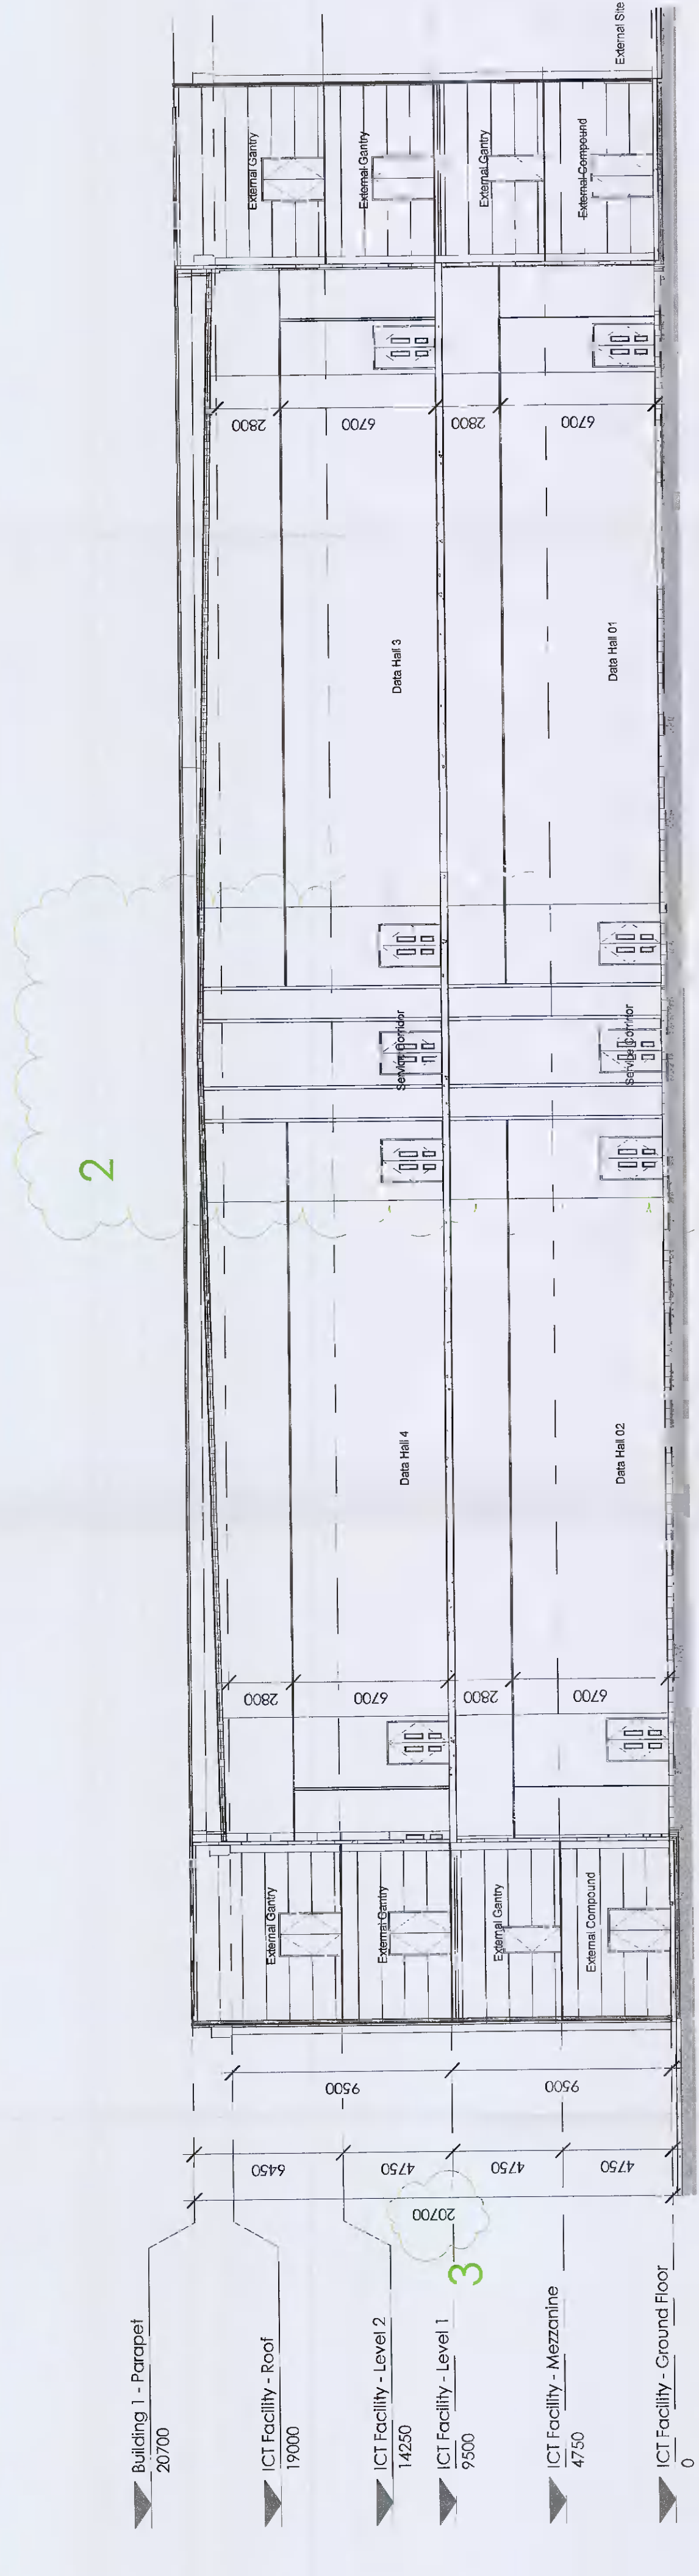 Building 1 - Parapet
20700
ICT Facility - Roof
19000
ICT Facility - Level 2
14250
ICT Facility - Level 1
9500
ICT Facility - Mezzanine
4750
ICT Facility - Ground Floor
0
20700
3
6450
4750
4750
4750
9500
9500
External Gantry
External Gantry
External Gantry
External Compound
2800
6700
2800
6700
Data Hall 4
Data Hall 02
2
Service Corridor
Service Corridor
Data Hall 3
Data Hall 01
2800
6700
2800
6700
External Gantry
External Gantry
External Gantry
External Compound
External Site